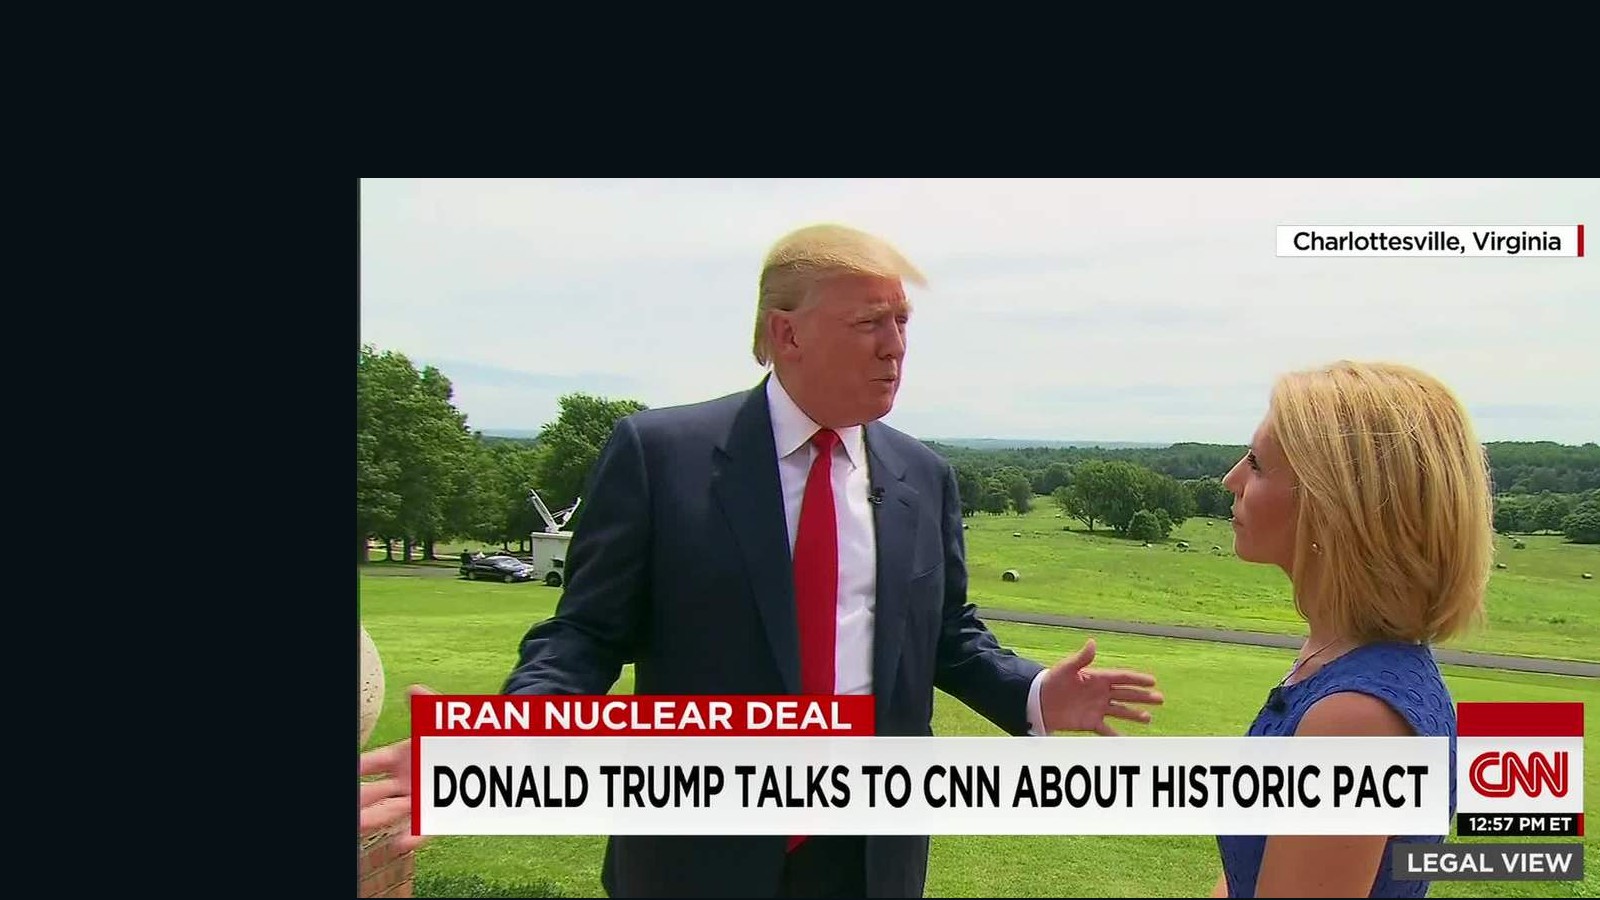 Charlottesville, Virginia
IRAN NUCLEAR DEAL
DONALD TRUMP TALKS TO CNN ABOUT HISTORIC PACT
CNN
12:57 PM ET
LEGAL VIEW